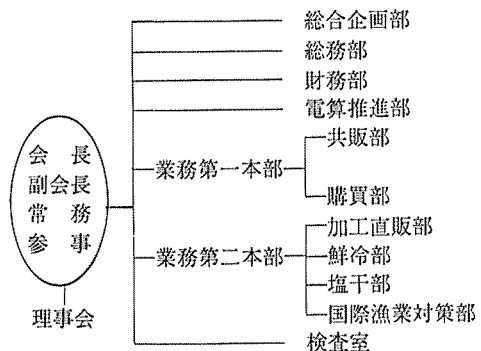 総合企画部
総務部
財務部
電算推進部
会長
副会長
常務
参事
理事会
業務第一本部
共販部
購買部
業務第二本部
加工直販部
鮮冷部
塩干部
国際漁業対策部
検査室